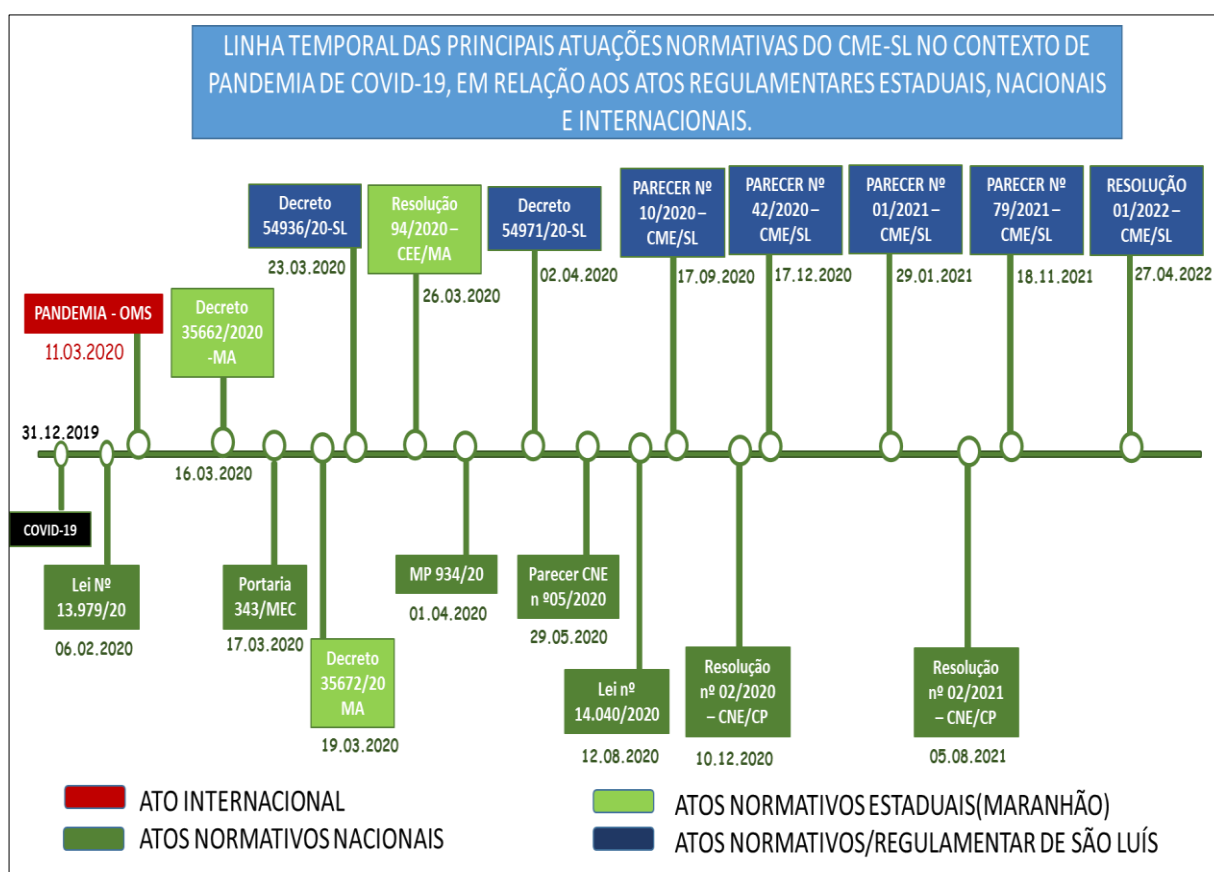 LINHA TEMPORAL DAS PRINCIPAIS ATUAÇÕES NORMATIVAS DO CME-SL NO CONTEXTO DE
PANDEMIA DE COVID-19, EM RELAÇÃO AOS ATOS REGULAMENTARES ESTADUAIS, NACIONAIS
E INTERNACIONAIS.
PANDEMIA - OMS
11.03.2020
Decreto
35662/2020
-MA
16.03.2020
Decreto
54936/20-SL
23.03.2020
Resolução
94/2020 –
CEE/MA
26.03.2020
Decreto
54971/20-SL
02.04.2020
PARECER Nº
10/2020 –
CME/SL
17.09.2020
PARECER Nº
42/2020 –
CME/SL
17.12.2020
PARECER Nº
01/2021 –
CME/SL
29.01.2021
PARECER Nº
79/2021 –
CME/SL
18.11.2021
RESOLUÇÃO
01/2022 –
CME/SL
27.04.2022
31.12.2019
COVID-19
Lei Nº
13.979/20
06.02.2020
Portaria
343/MEC
17.03.2020
Decreto
35672/20
MA
19.03.2020
MP 934/20
01.04.2020
Parecer CNE
n º05/2020
29.05.2020
Lei nº
14.040/2020
12.08.2020
Resolução
nº 02/2020
– CNE/CP
10.12.2020
Resolução
nº 02/2021
– CNE/CP
05.08.2021
ATO INTERNACIONAL
ATOS NORMATIVOS NACIONAIS
ATOS NORMATIVOS ESTADUAIS(MARANHÃO)
ATOS NORMATIVOS/REGULAMENTAR DE SÃO LUÍS